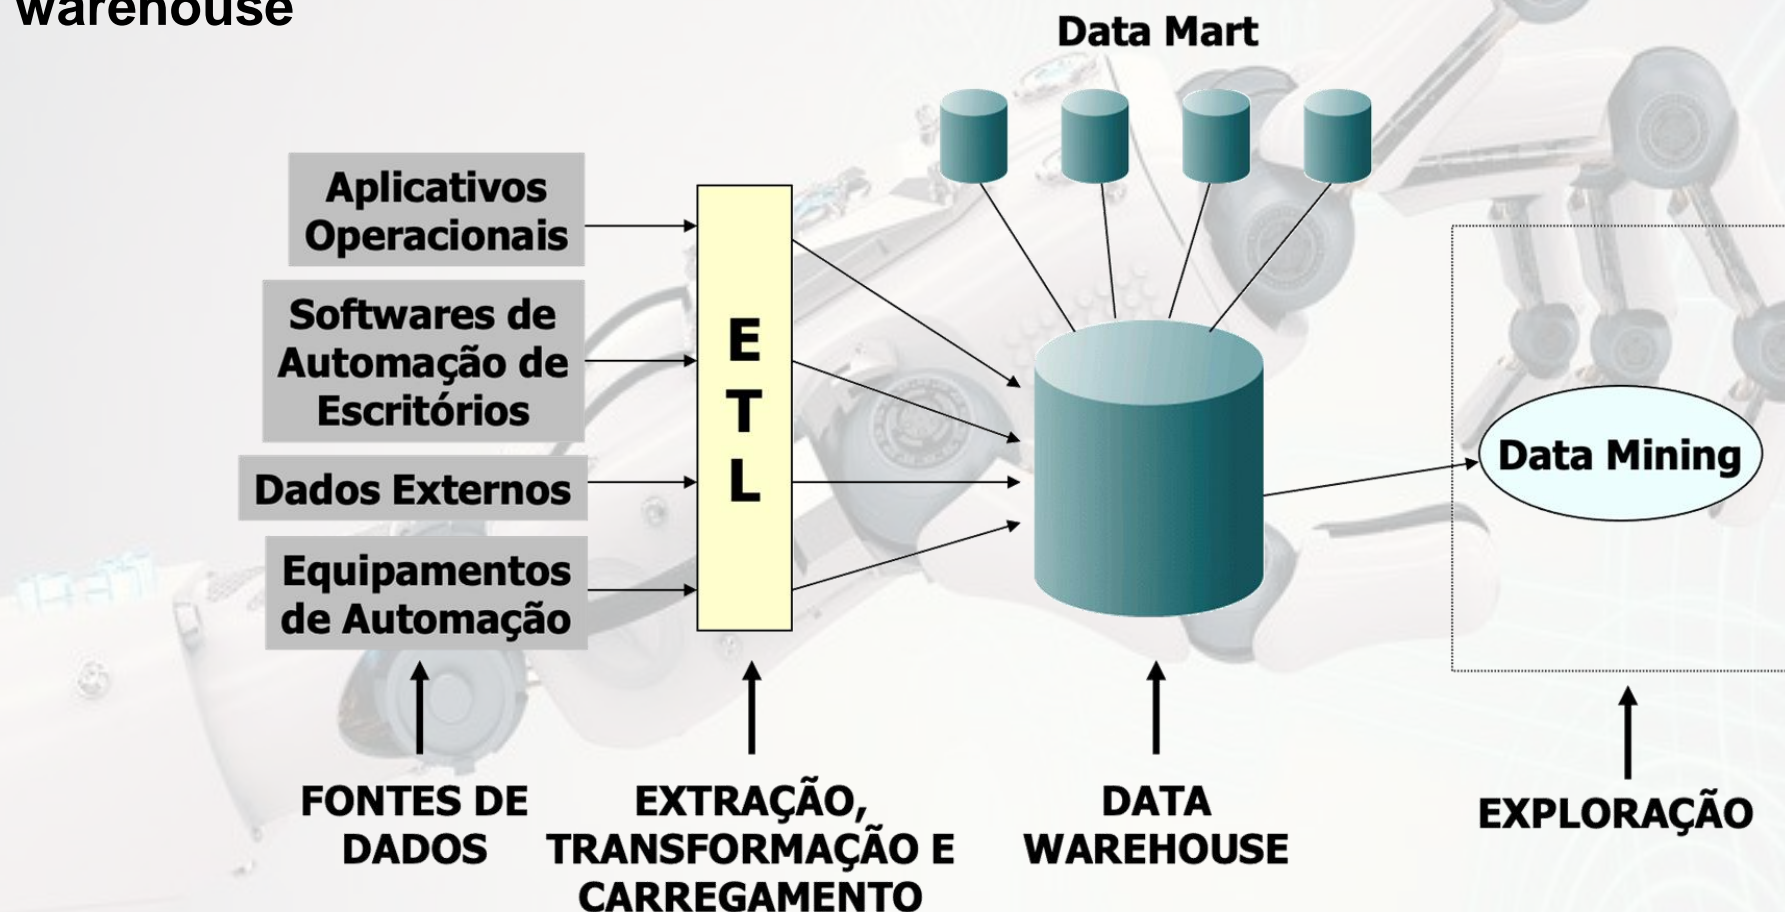 warehouse
Data Mart
Aplicativos
Operacionais
Softwares de
Automação de
Escritórios
Dados Externos
Equipamentos
de Automação
E
T
L
Data Mining
FONTES DE
DADOS
EXTRAÇÃO,
TRANSFORMAÇÃO E
CARREGAMENTO
DATA
WAREHOUSE
EXPLORAÇÃO